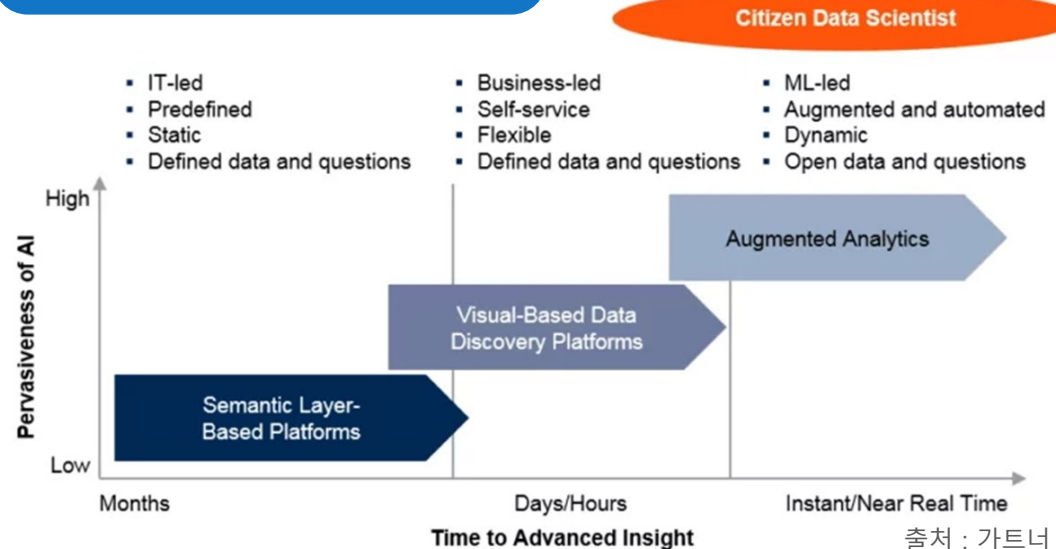 Citizen Data Scientist
▪ IT-led
▪ Predefined
▪ Static
▪ Defined data and questions
▪ Business-led
▪ Self-service
▪ Flexible
▪ Defined data and questions
▪ ML-led
▪ Augmented and automated
▪ Dynamic
▪ Open data and questions
High
Pervasiveness of AI
Low
Augmented Analytics
Visual-Based Data
Discovery Platforms
Semantic Layer-
Based Platforms
Months
Days/Hours
Instant/Near Real Time
Time to Advanced Insight
출처 : 가트너